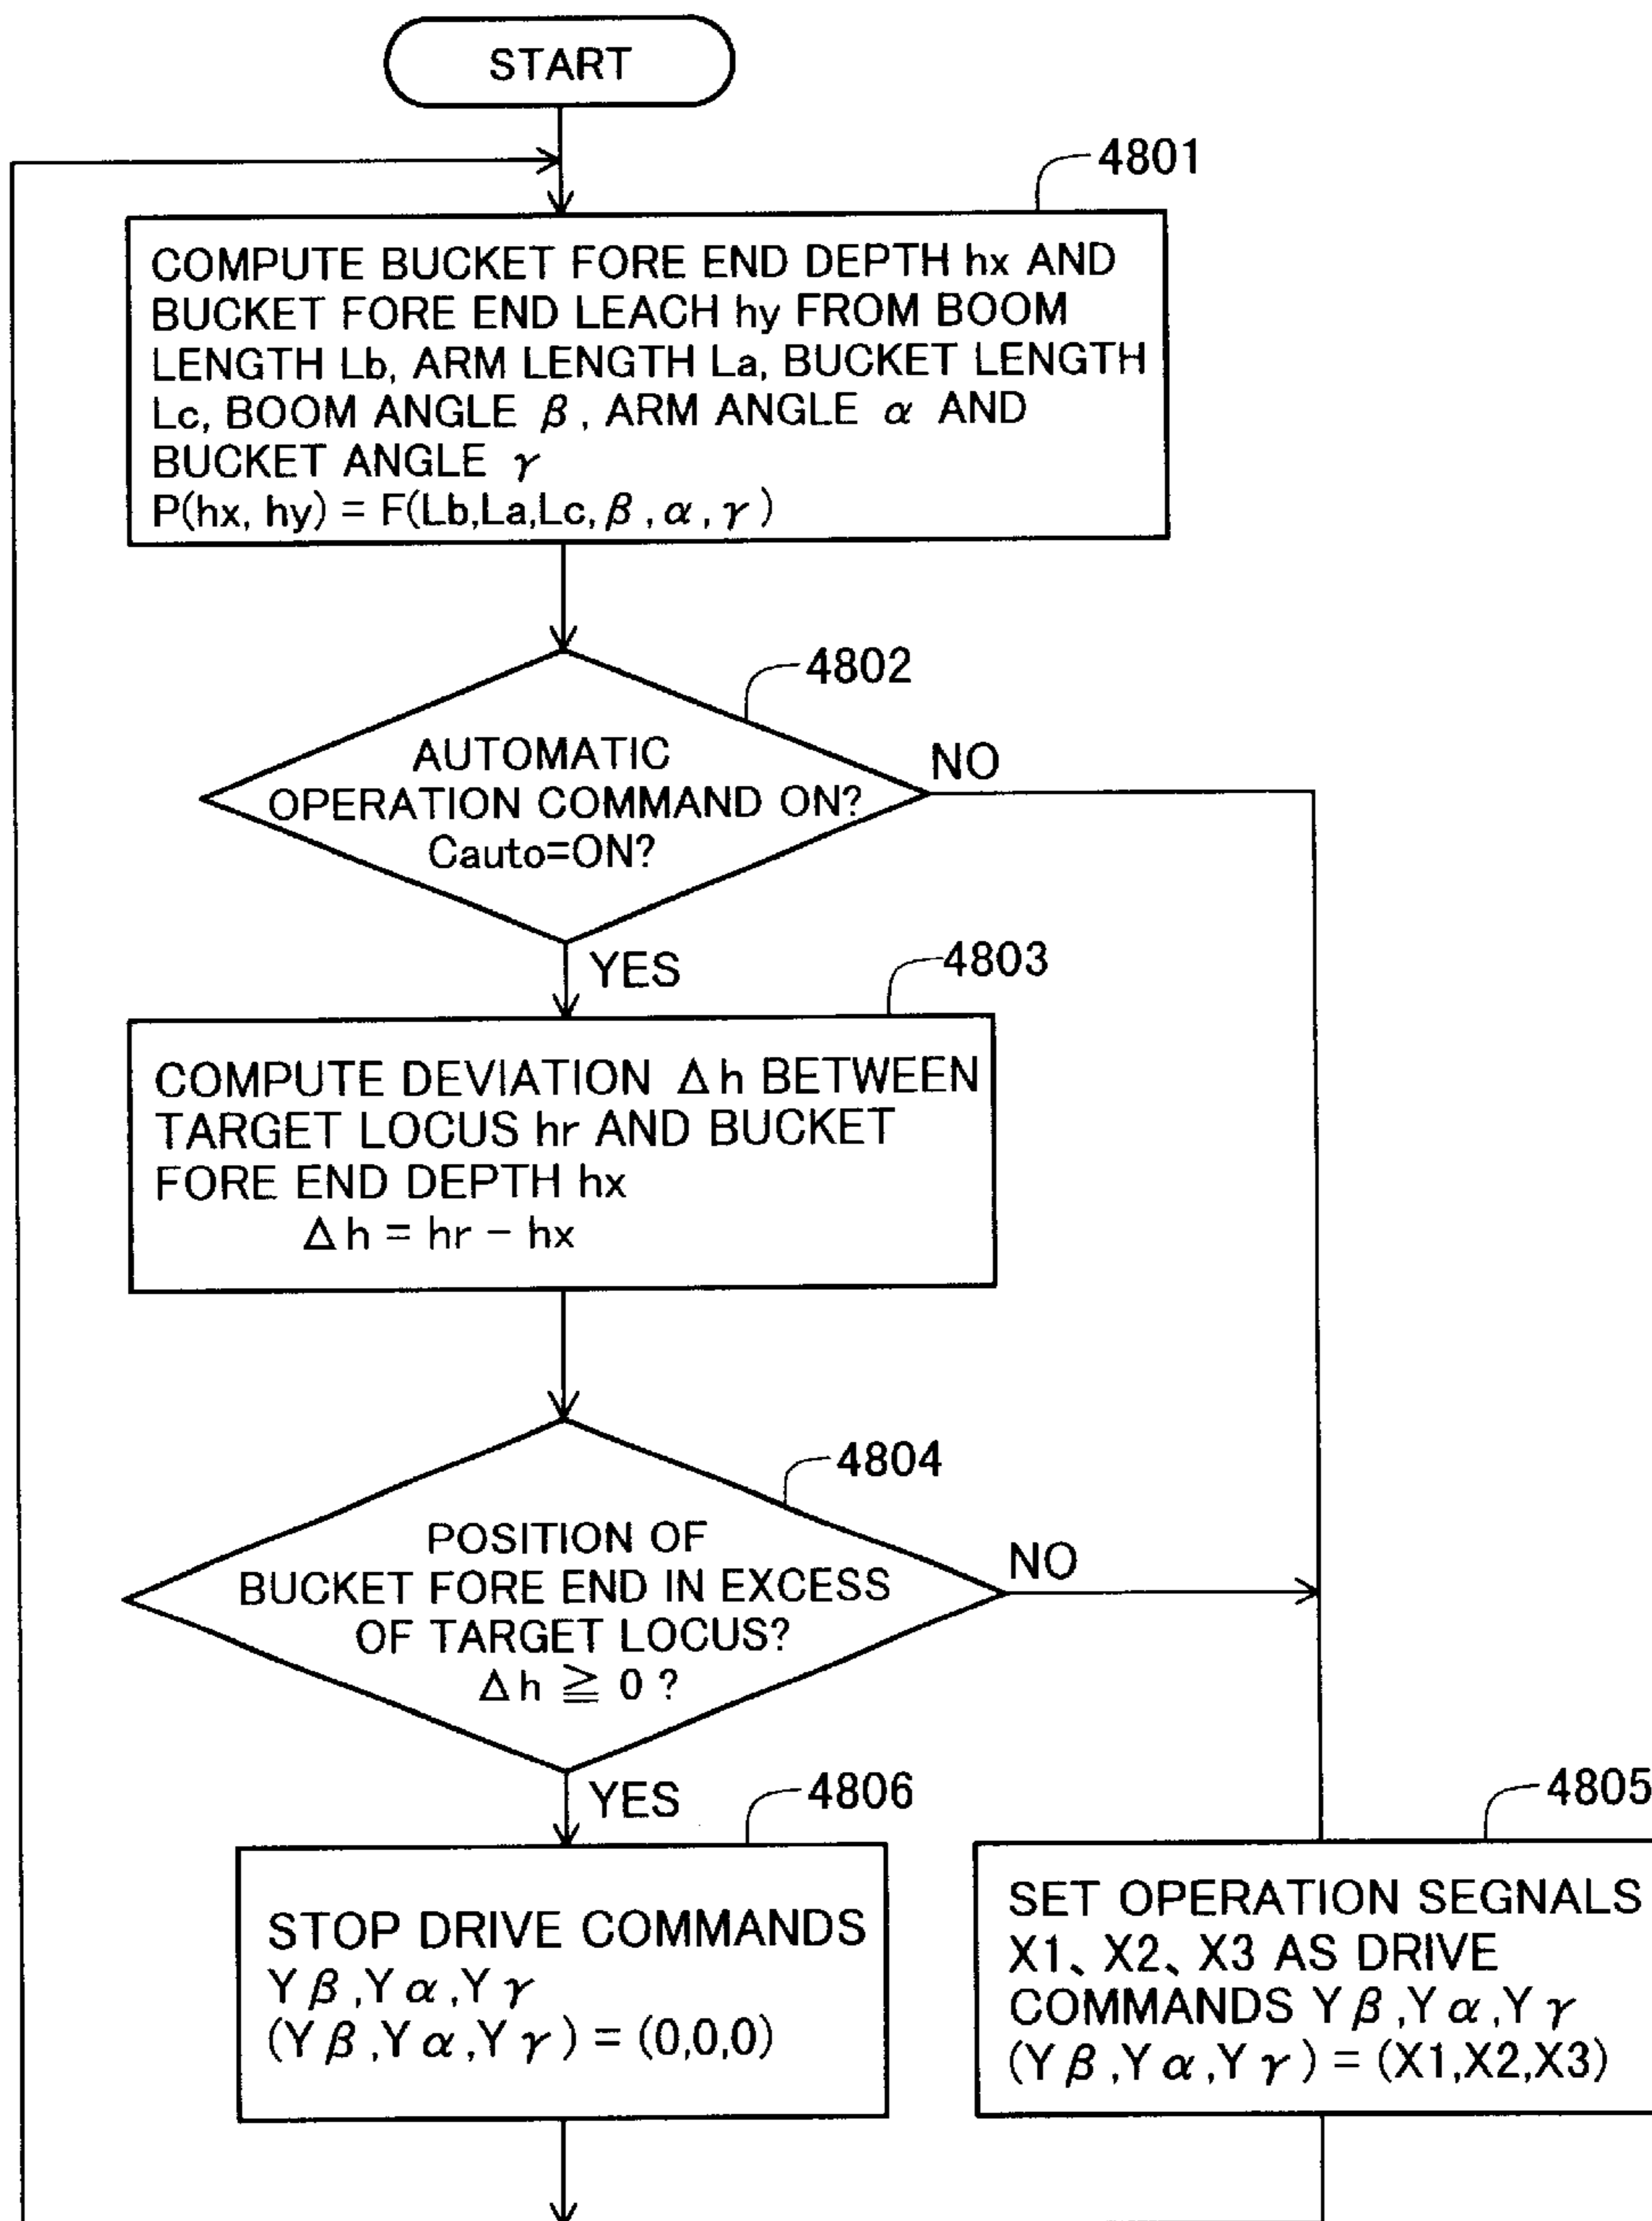 START
4801
COMPUTE BUCKET FORE END DEPTH hx AND
BUCKET FORE END LEACH hy FROM BOOM
LENGTH Lb, ARM LENGTH La, BUCKET LENGTH
Lc, BOOM ANGLE β, ARM ANGLE α AND
BUCKET ANGLE γ
P(hx, hy) = F(Lb,La,Lc,β,α,γ)
4802
AUTOMATIC
OPERATION COMMAND ON?
Cauto=ON?
NO
YES
4803
COMPUTE DEVIATION Δh BETWEEN
TARGET LOCUS hr AND BUCKET
FORE END DEPTH hx
Δh = hr − hx
4804
POSITION OF
BUCKET FORE END IN EXCESS
OF TARGET LOCUS?
Δh ≧ 0 ?
NO
YES
4806
STOP DRIVE COMMANDS
Yβ,Yα,Yγ
(Yβ,Yα,Yγ) = (0,0,0)
4805
SET OPERATION SEGNALS
X1、X2、X3 AS DRIVE
COMMANDS Yβ,Yα,Yγ
(Yβ,Yα,Yγ) = (X1,X2,X3)